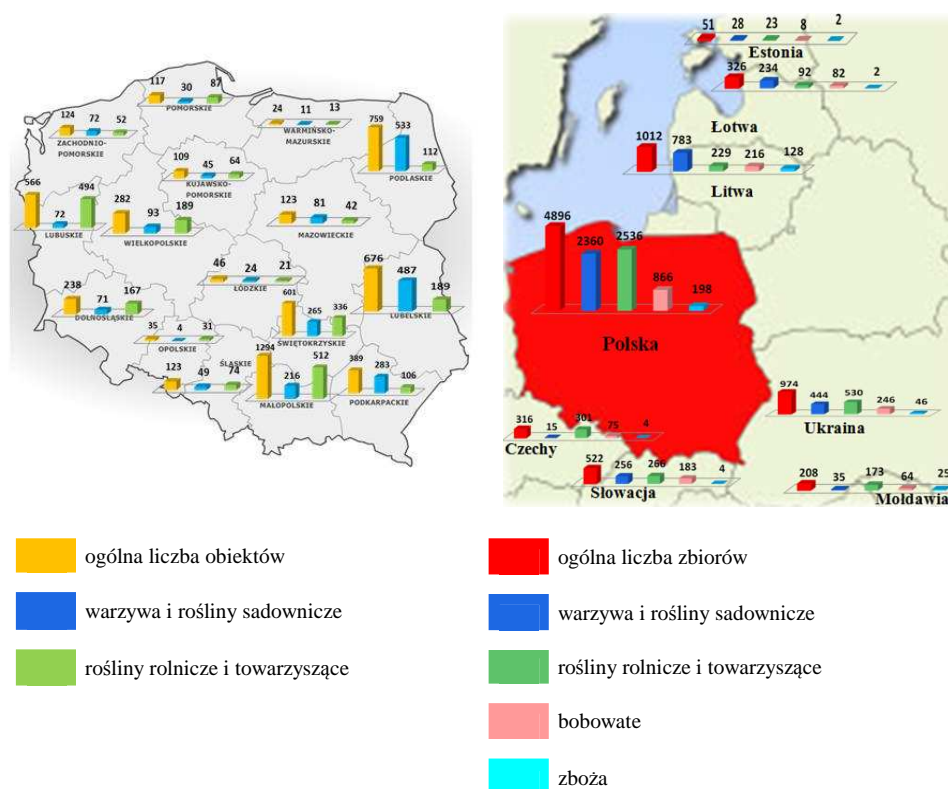 117 30 87
POMORSKIE
124 72 52
ZACHODNIO-
POMORSKIE
24 11 13
WARMIŃSKO-
MAZURSKIE
759 533 112
PODLASKIE
109 45 64
KUJAWSKO-
POMORSKIE
566 72 494
LUBUSKIE
282 93 189
WIELKOPOLSKIE
123 81 42
MAZOWIECKIE
46 24 21
ŁÓDZKIE
676 487 189
LUBELSKIE
238 71 167
DOLNOŚLĄSKIE
601 265 336
ŚWIĘTOKRZYSKIE
35 4 31
OPOLSKIE
ŚLĄSKIE
123 49 74
1294 216 512
MAŁOPOLSKIE
389 283 106
PODKARPACKIE
ogólna liczba obiektów
warzywa i rośliny sadownicze
rośliny rolnicze i towarzyszące
51 28 23 8 2
Estonia
326 234 92 82 2
Łotwa
1012 783 229 216 128
Litwa
4896 2360 2536 866 198
Polska
974 444 530 246 46
Ukraina
316 15 301 75 4
Czechy
522 256 266 183 4
Słowacja
208 35 173 64 25
Mołdawia
ogólna liczba zbiorów
warzywa i rośliny sadownicze
rośliny rolnicze i towarzyszące
bobowate
zboża